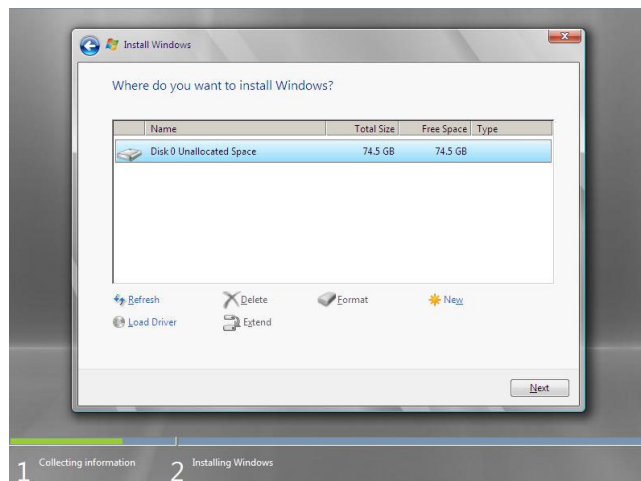 Install Windows
Where do you want to install Windows?
Name Total Size Free Space Type
Disk 0 Unallocated Space 74.5 GB 74.5 GB
Refresh Delete Format New
Load Driver Extend
Next
1 Collecting information 2 Installing Windows